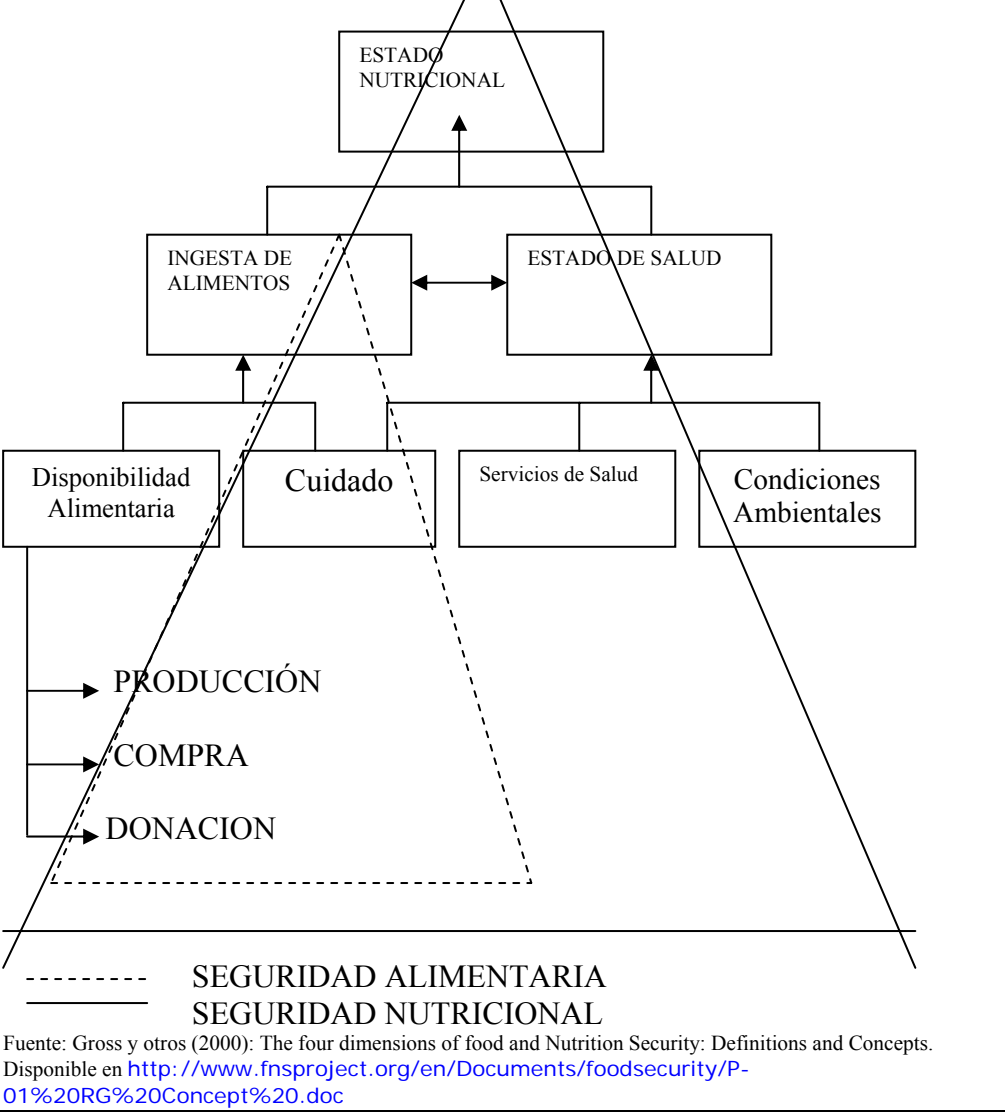 ESTADO
NUTRICIONAL
INGESTA DE
ALIMENTOS
ESTADO DE SALUD
Disponibilidad
Alimentaria
Cuidado
Servicios de Salud
Condiciones
Ambientales
PRODUCCIÓN
COMPRA
DONACION
SEGURIDAD ALIMENTARIA
SEGURIDAD NUTRICIONAL
Fuente: Gross y otros (2000): The four dimensions of food and Nutrition Security: Definitions and Concepts.
Disponible en http://www.fnsproject.org/en/Documents/foodsecurity/P-
01%20RG%20Concept%20.doc